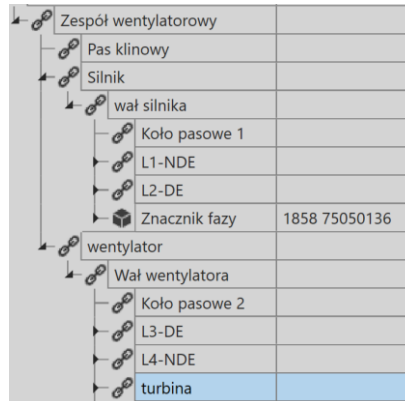 Zespół wentylatorowy
Pas klinowy
Silnik
wał silnika
Koło pasowe 1
L1-NDE
L2-DE
Znacznik fazy 1858 75050136
wentylator
Wał wentylatora
Koło pasowe 2
L3-DE
L4-NDE
turbina